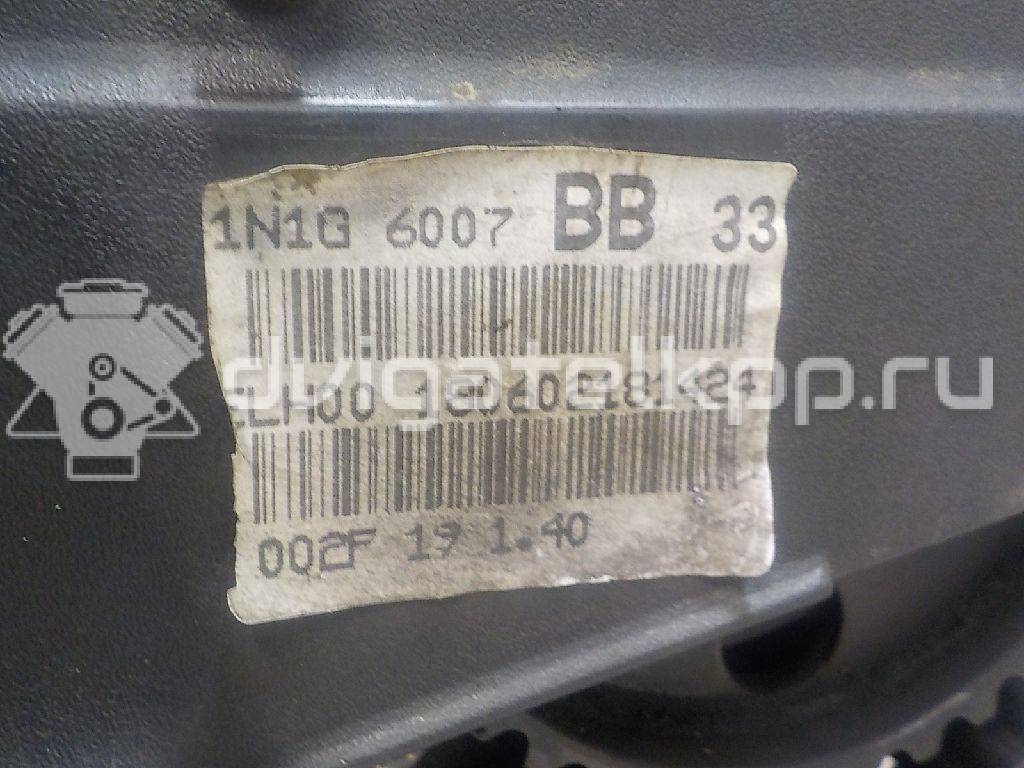 1N1G 6007 BB 33
dvigatelkpp.ru
002F 19 1.40